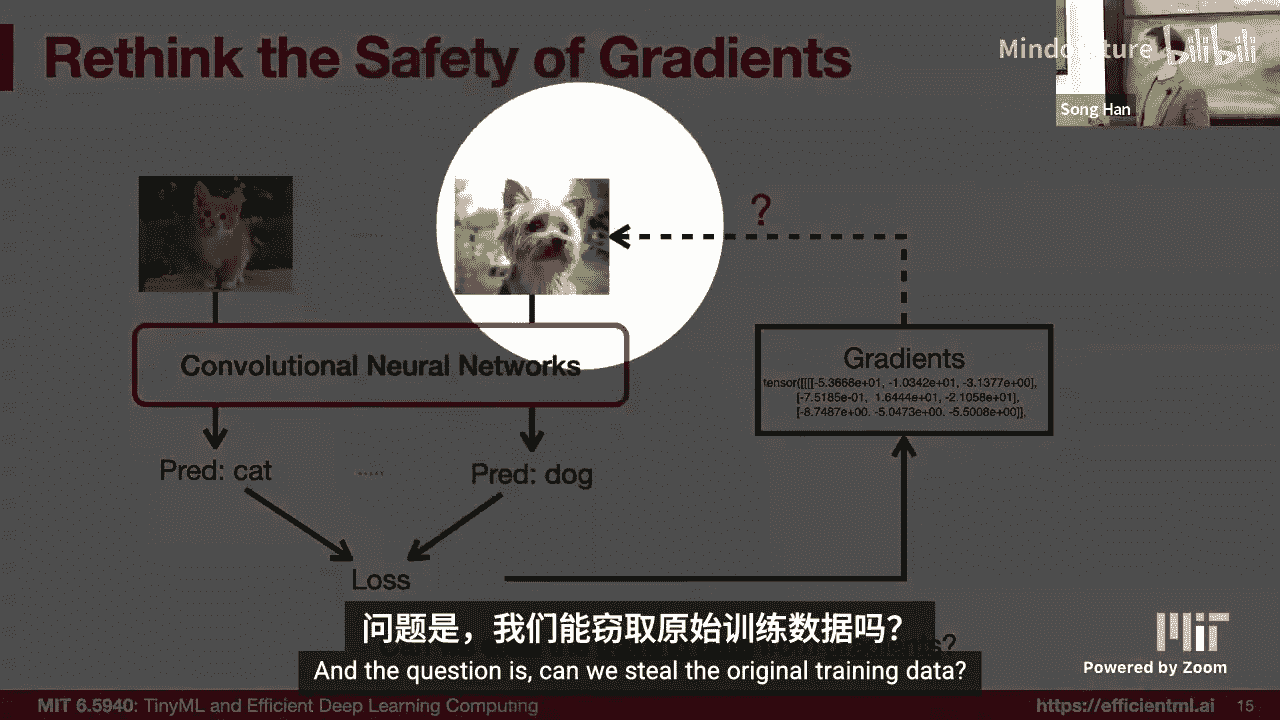 Rethink the Safety of Gradients
bilibili
Song Han
?
Convolutional Neural Networks
Gradients
tensor([[[[-5.3668e+01, -1.0342e+01, -3.1377e+00],
[-7.5185e-01, 1.6444e+01, -2.1058e+01],
[-8.7487e+00, -5.0473e+00, -5.5008e+00]],
Pred: cat
.....
Pred: dog
Loss
问题是，我们能窃取原始训练数据吗？
And the question is, can we steal the original training data?
MIT
Powered by Zoom
MIT 6.5940: TinyML and Efficient Deep Learning Computing
https://efficientml.ai
15